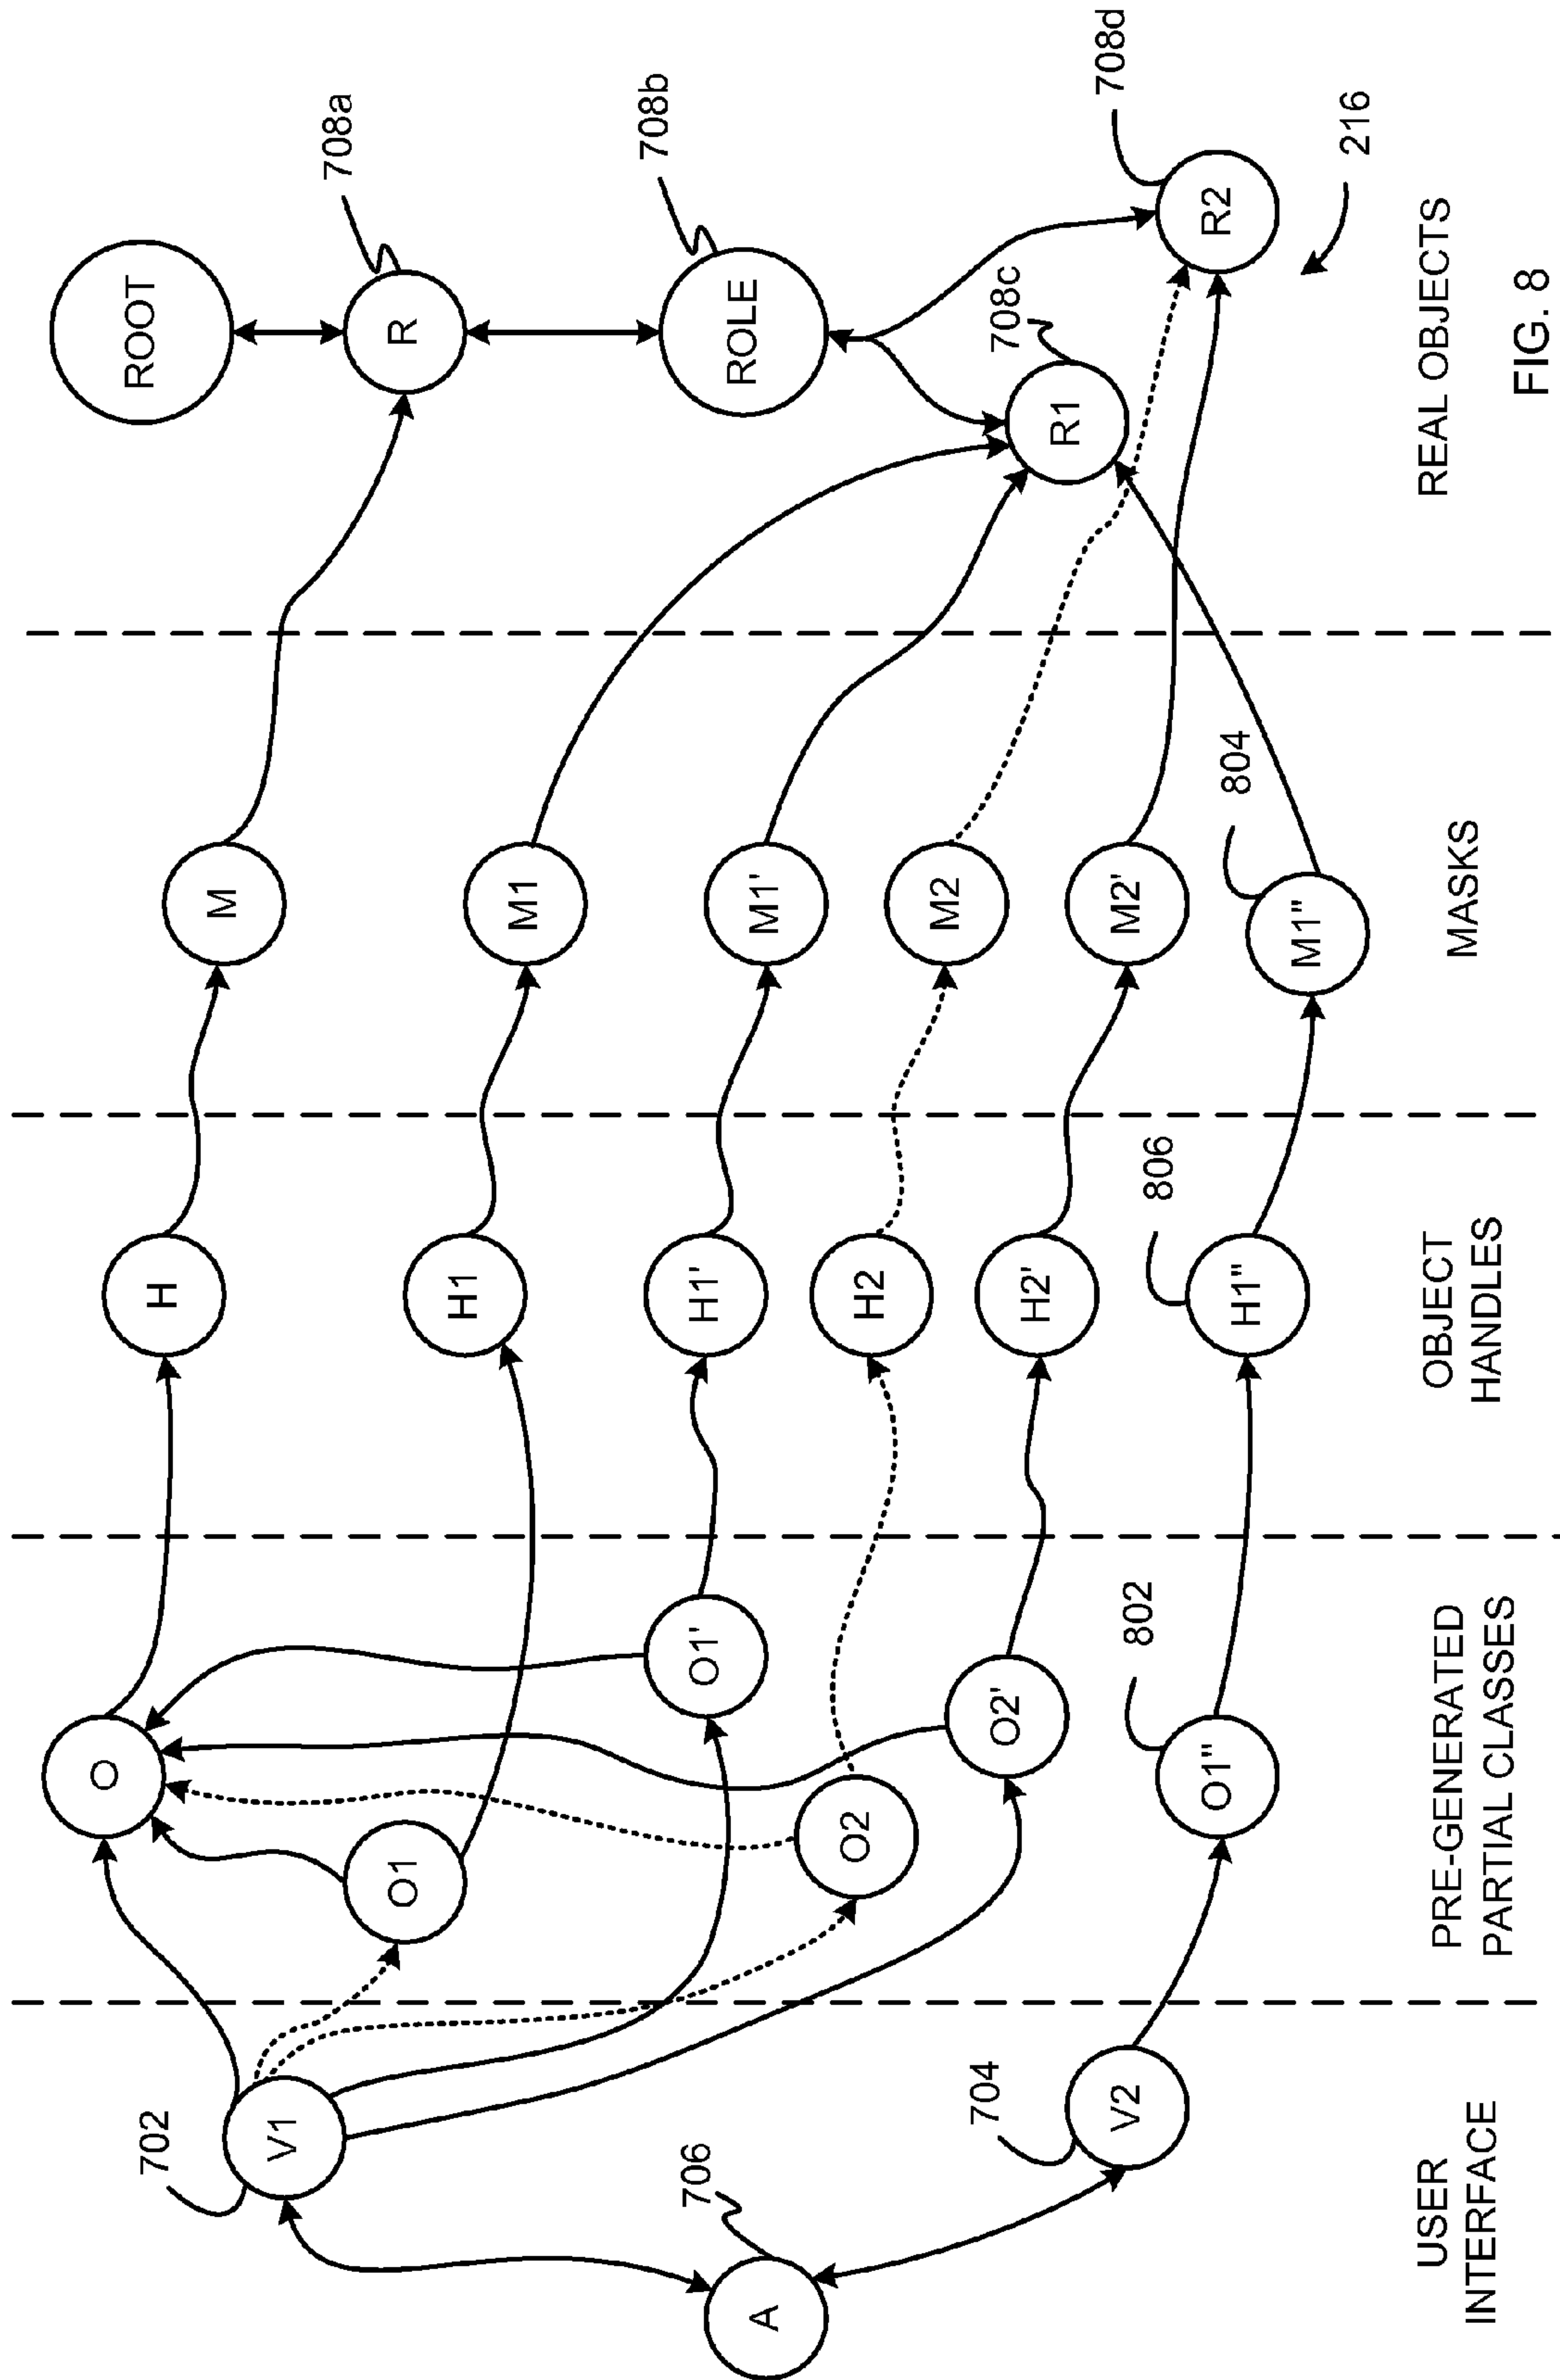 ROOT
R
708a
ROLE
708b
R1
708c
R2
708d
216
REAL OBJECTS
M
M1
M1'
M2
M2'
M1"
804
MASKS
H
H1
H1'
H2
H2'
H1"
806
OBJECT
HANDLES
O
O1
O1'
O2
O2'
O1"
802
PRE-GENERATED
PARTIAL CLASSES
V1
702
A
706
V2
704
USER
INTERFACE
FIG. 8